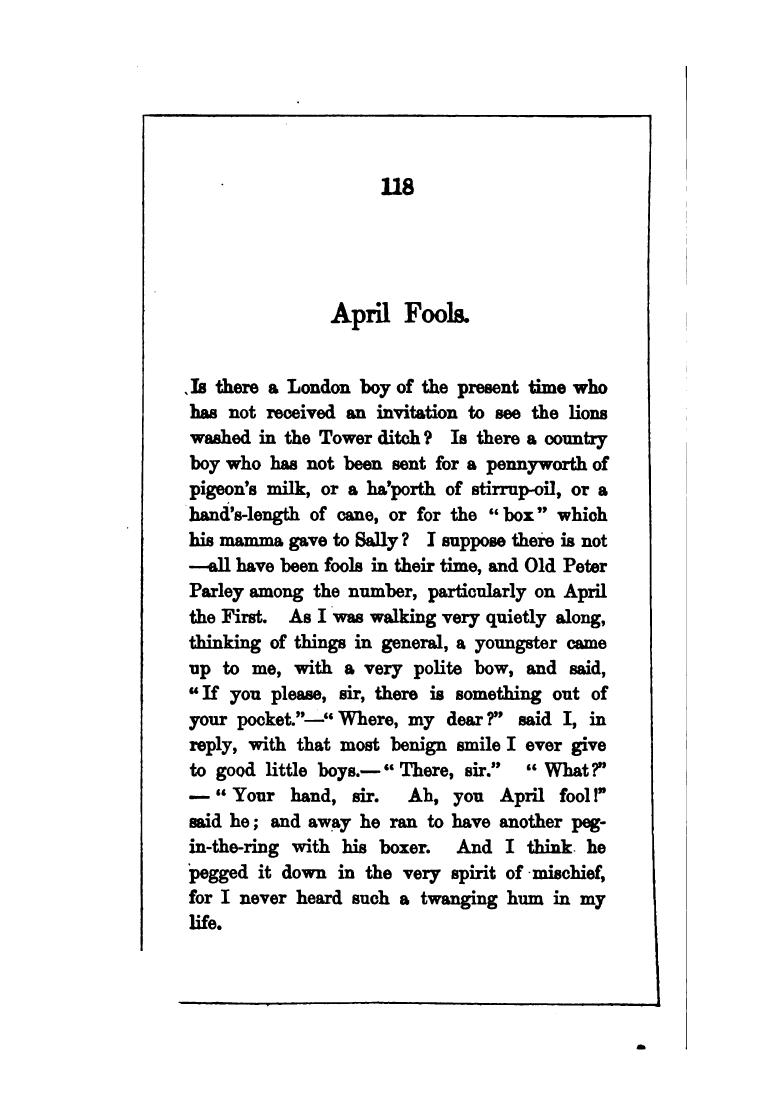 118
April Fools.
Is there a London boy of the present time who
has not received an invitation to see the lions
washed in the Tower ditch? Is there a country
boy who has not been sent for a pennyworth of
pigeon's milk, or a ha'porth of stirrup-oil, or a
hand's-length of cane, or for the "box" which
his mamma gave to Sally? I suppose there is not
—all have been fools in their time, and Old Peter
Parley among the number, particularly on April
the First. As I was walking very quietly along,
thinking of things in general, a youngster came
up to me, with a very polite bow, and said,
"If you please, sir, there is something out of
your pocket."—"Where, my dear?" said I, in
reply, with that most benign smile I ever give
to good little boys.—"There, sir." "What?"
—"Your hand, sir. Ah, you April fool!"
said he; and away he ran to have another peg-
in-the-ring with his boxer. And I think he
pegged it down in the very spirit of mischief,
for I never heard such a twanging hum in my
life.